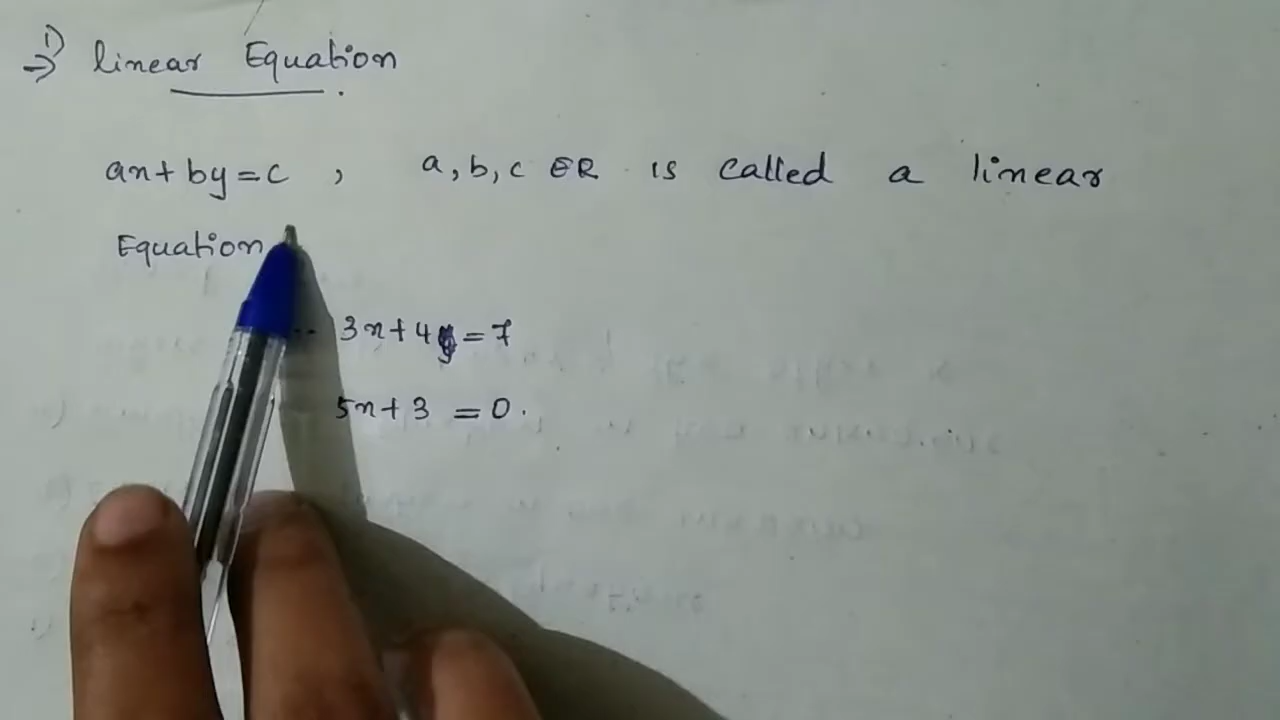 1)
⇒ linear Equation.
ax+by=c , a,b,c ∈R is called a linear
Equation
3x+4y=7
5x+3 =0.